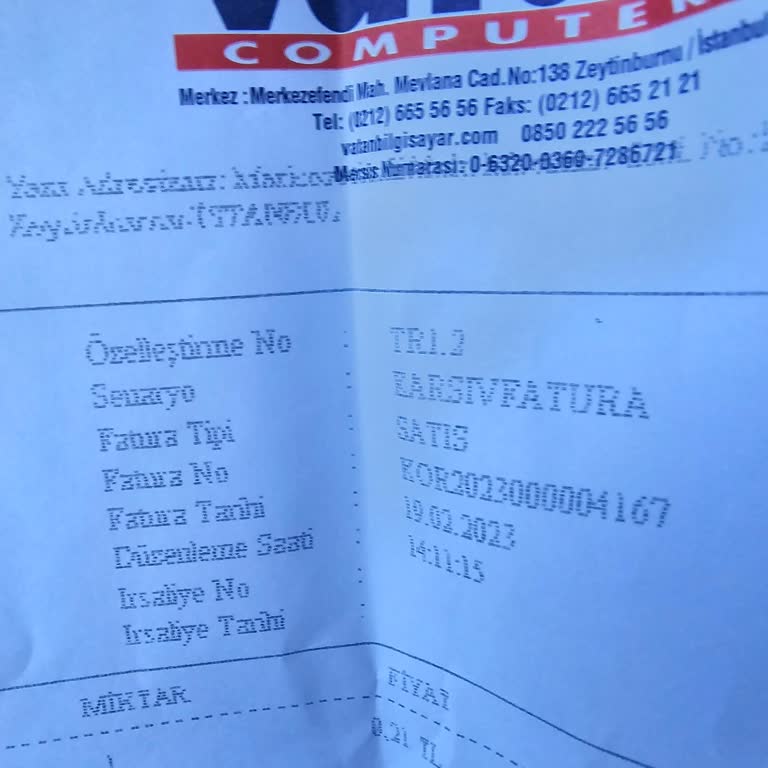 COMPUTER
Merkez : Merkezefendi Mah. Mevlana Cad. No:138 Zeytinburnu / İstanbul
Tel: (0212) 665 56 56 Faks: (0212) 665 21 21
vatanbilgisayar.com 0850 222 56 56
Mersis Numarası: 0-6320-0360-7286721
Özelleştirme No : TR1.2
Senaryo : EARSIVFATURA
Fatura Tipi : SATIS
Fatura No : KOR2023000004167
Fatura Tarihi : 19.02.2023
Düzenleme Saati : 14:11:15
İrsaliye No :
İrsaliye Tarihi :
MİKTAR FİYAT